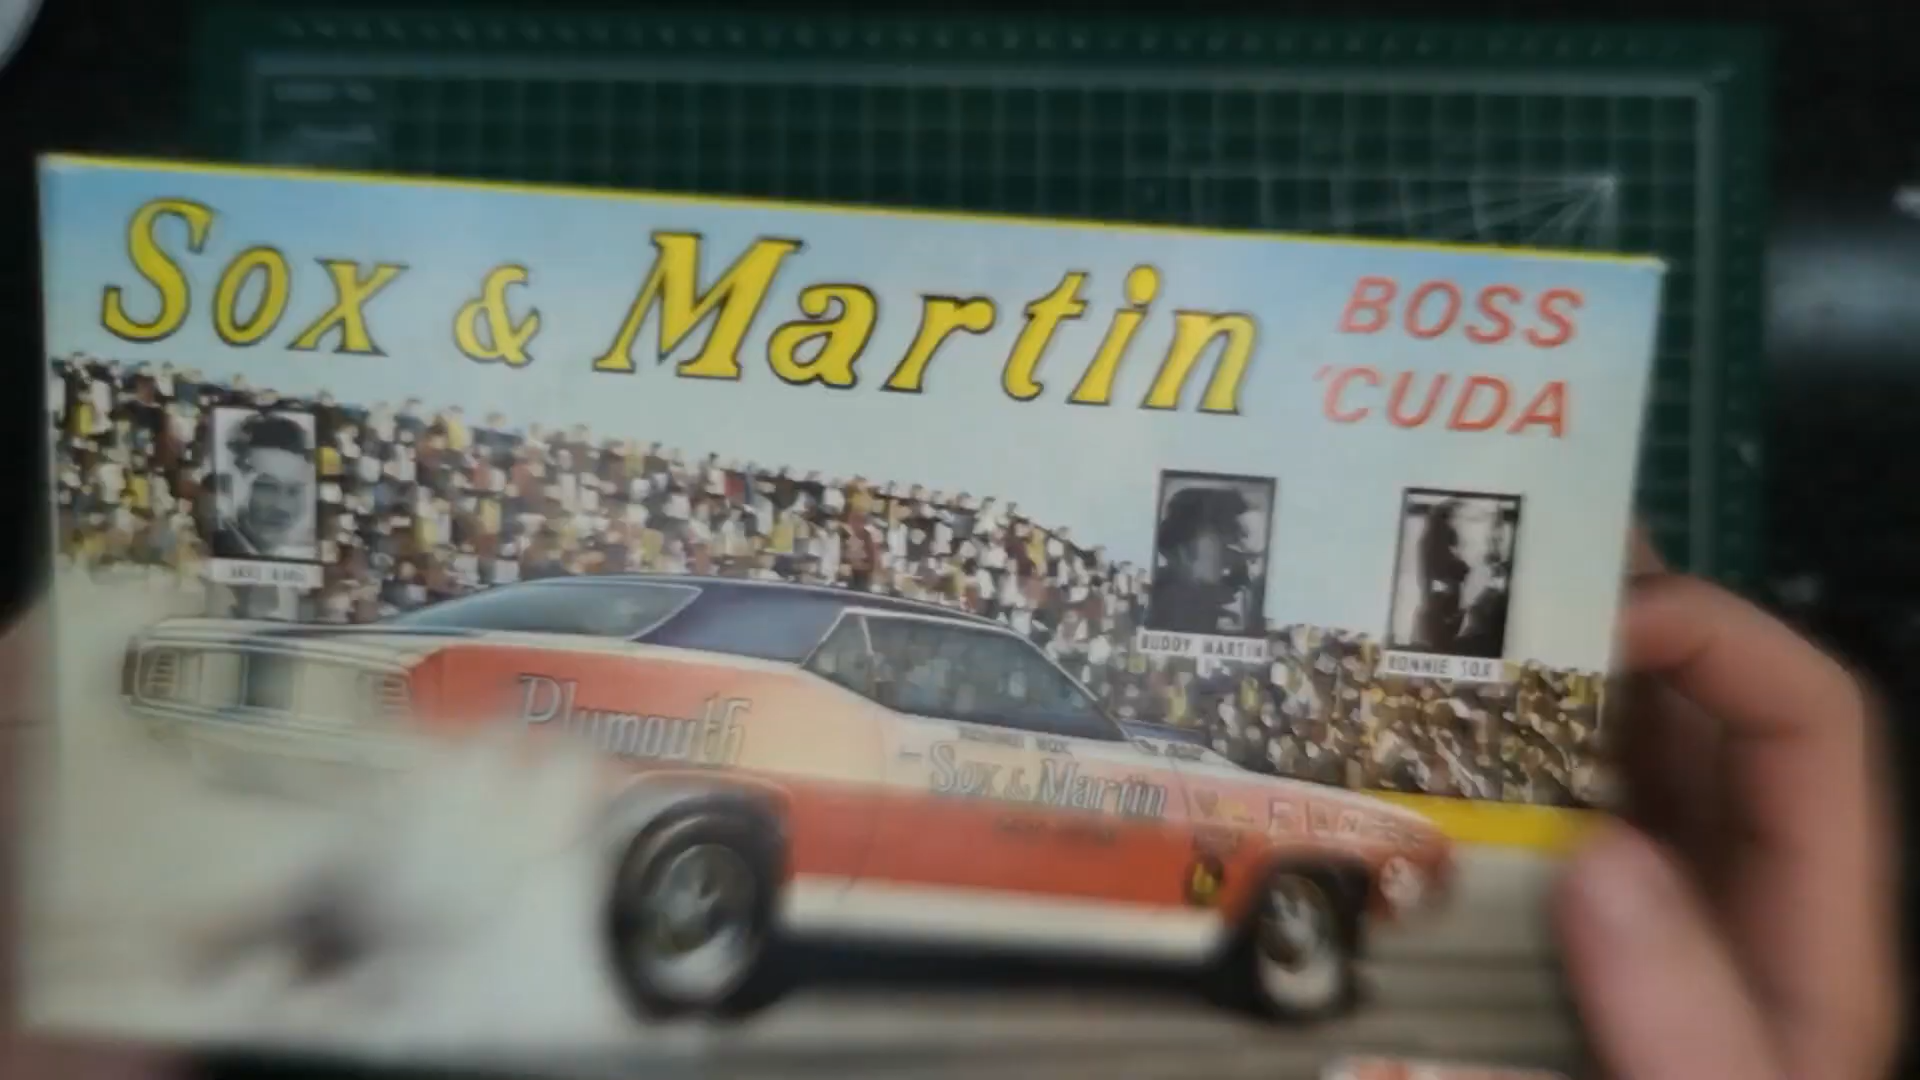 Sox & Martin
BOSS
'CUDA
BUDDY MARTIN
RONNIE SOX
Plymouth
Sox & Martin